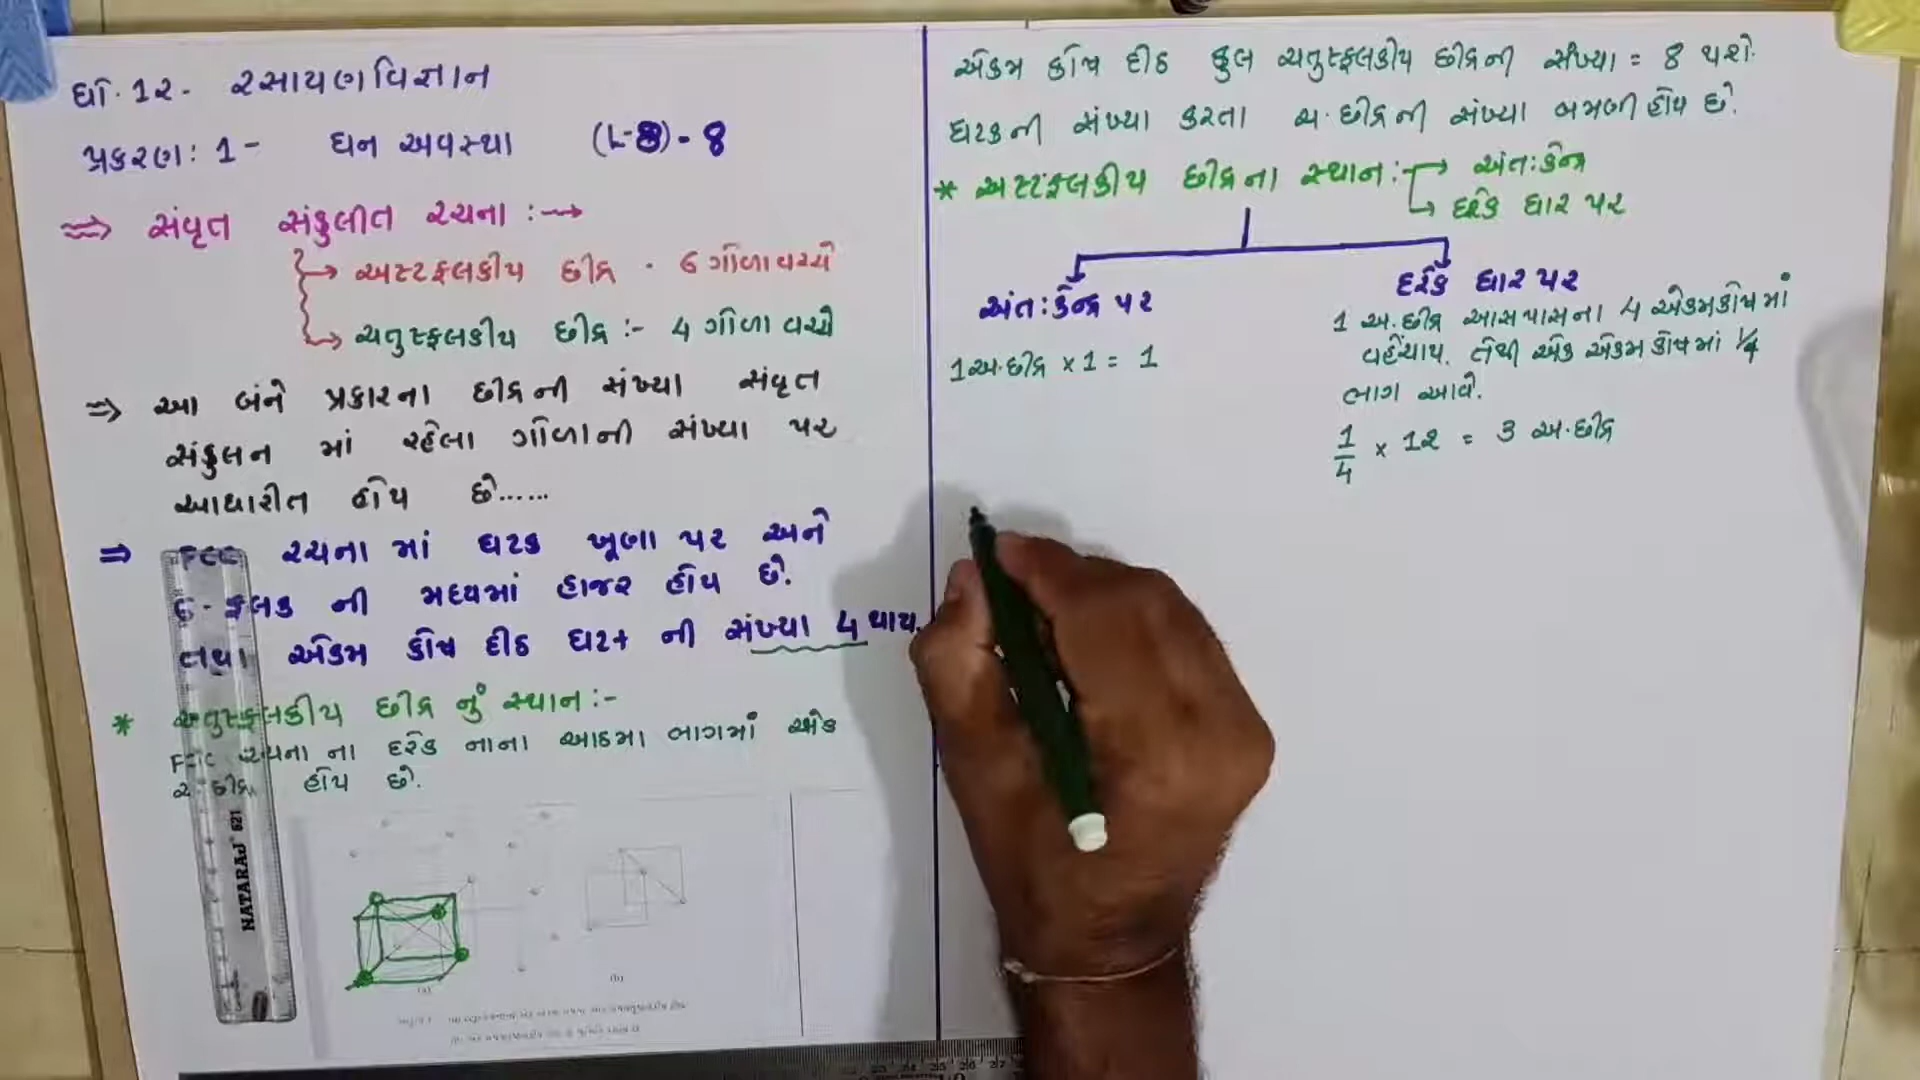 ધો.12. રસાયણવિજ્ઞાન
પ્રકરણ: 1 - ઘન અવસ્થા (L-8) - 8
⇒ સંવૃત સંકુલીત રચના :→
→ અષ્ટફલકીય છીદ્ર . 6 ગોળા વચ્ચે
→ ચતુષ્ફલકીય છીદ્ર :- 4 ગોળા વચ્ચે
⇒ આ બંને પ્રકારના છીદ્રની સંખ્યા સંવૃત
સંકુલન માં રહેલા ગોળાની સંખ્યા પર
આધારીત હોય છે......
⇒ FCC રચના માં ઘટક ખૂણા પર અને
6 - ફલક ની મધ્યમાં હાજર હોય છે.
તથા એકમ કોષ દીઠ ઘટક ની સંખ્યા 4 થાય.
* ચતુષ્ફલકીય છીદ્ર નું સ્થાન :-
FCC રચના ના દરેક નાના આઠમા ભાગમાં એક
ચ. છીદ્ર હોય છે.
NATARAJ 621
(a)
(b)
એકમ કોષ દીઠ કુલ ચતુષ્ફલકીય છીદ્રની સંખ્યા = 8 થશે.
ઘટકની સંખ્યા કરતા ચ. છીદ્રની સંખ્યા બમણી હોય છે.
* અષ્ટફલકીય છીદ્રના સ્થાન :→ અંતઃકેન્દ્ર
→ દરેક ધાર પર
અંતઃકેન્દ્ર પર
1 અ.છીદ્ર × 1 = 1
દરેક ધાર પર
1 અ.છીદ્ર આસપાસના 4 એકમકોષ માં
વહેંચાય. તેથી એક એકમ કોષમાં 1/4
ભાગ આવે.
1/4 × 12 = 3 અ.છીદ્ર